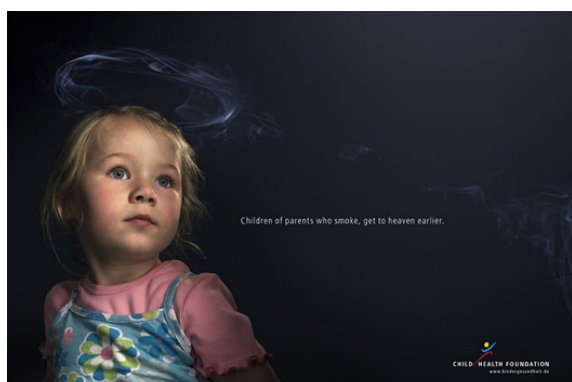 Children of parents who smoke, get to heaven earlier.
CHILD HEALTH FOUNDATION
www.kindergesundheit.de